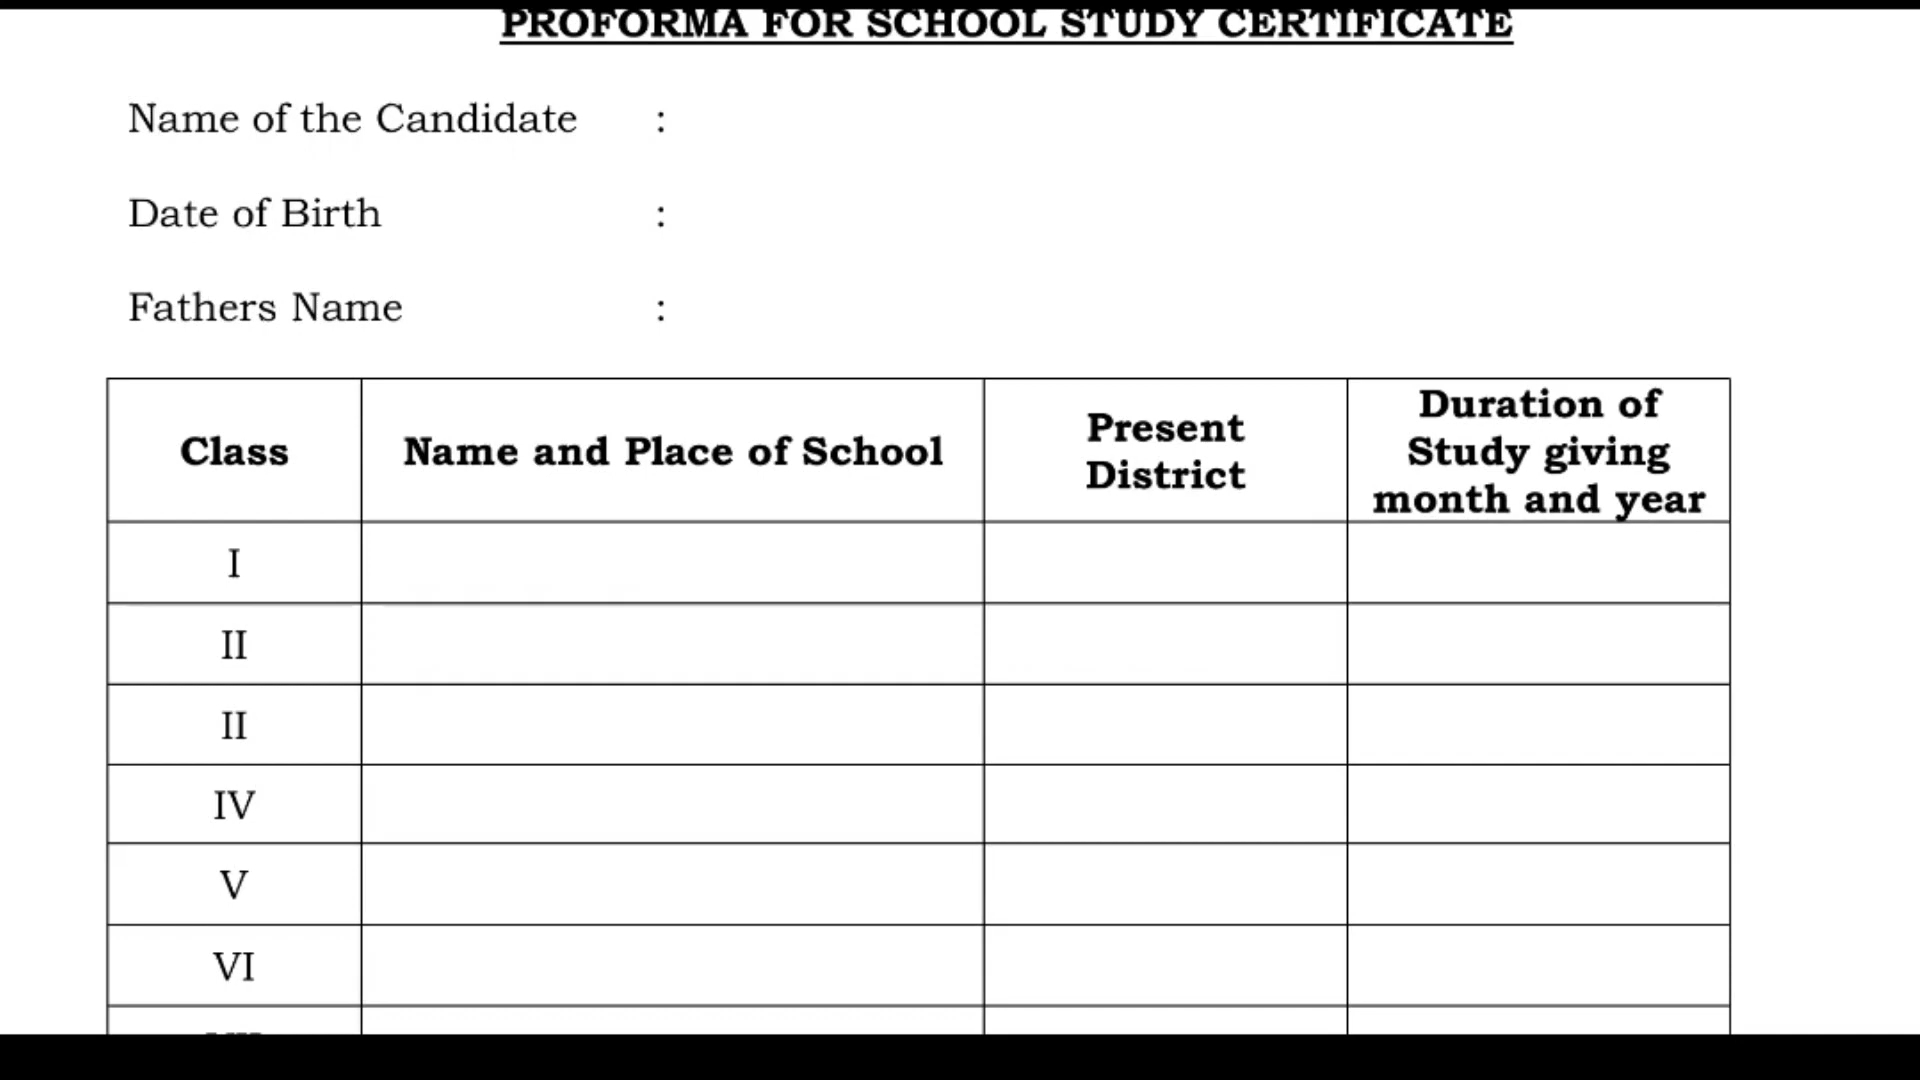 PROFORMA FOR SCHOOL STUDY CERTIFICATE
Name of the Candidate :
Date of Birth :
Fathers Name :
Class Name and Place of School Present District Duration of Study giving month and year
I
II
II
IV
V
VI